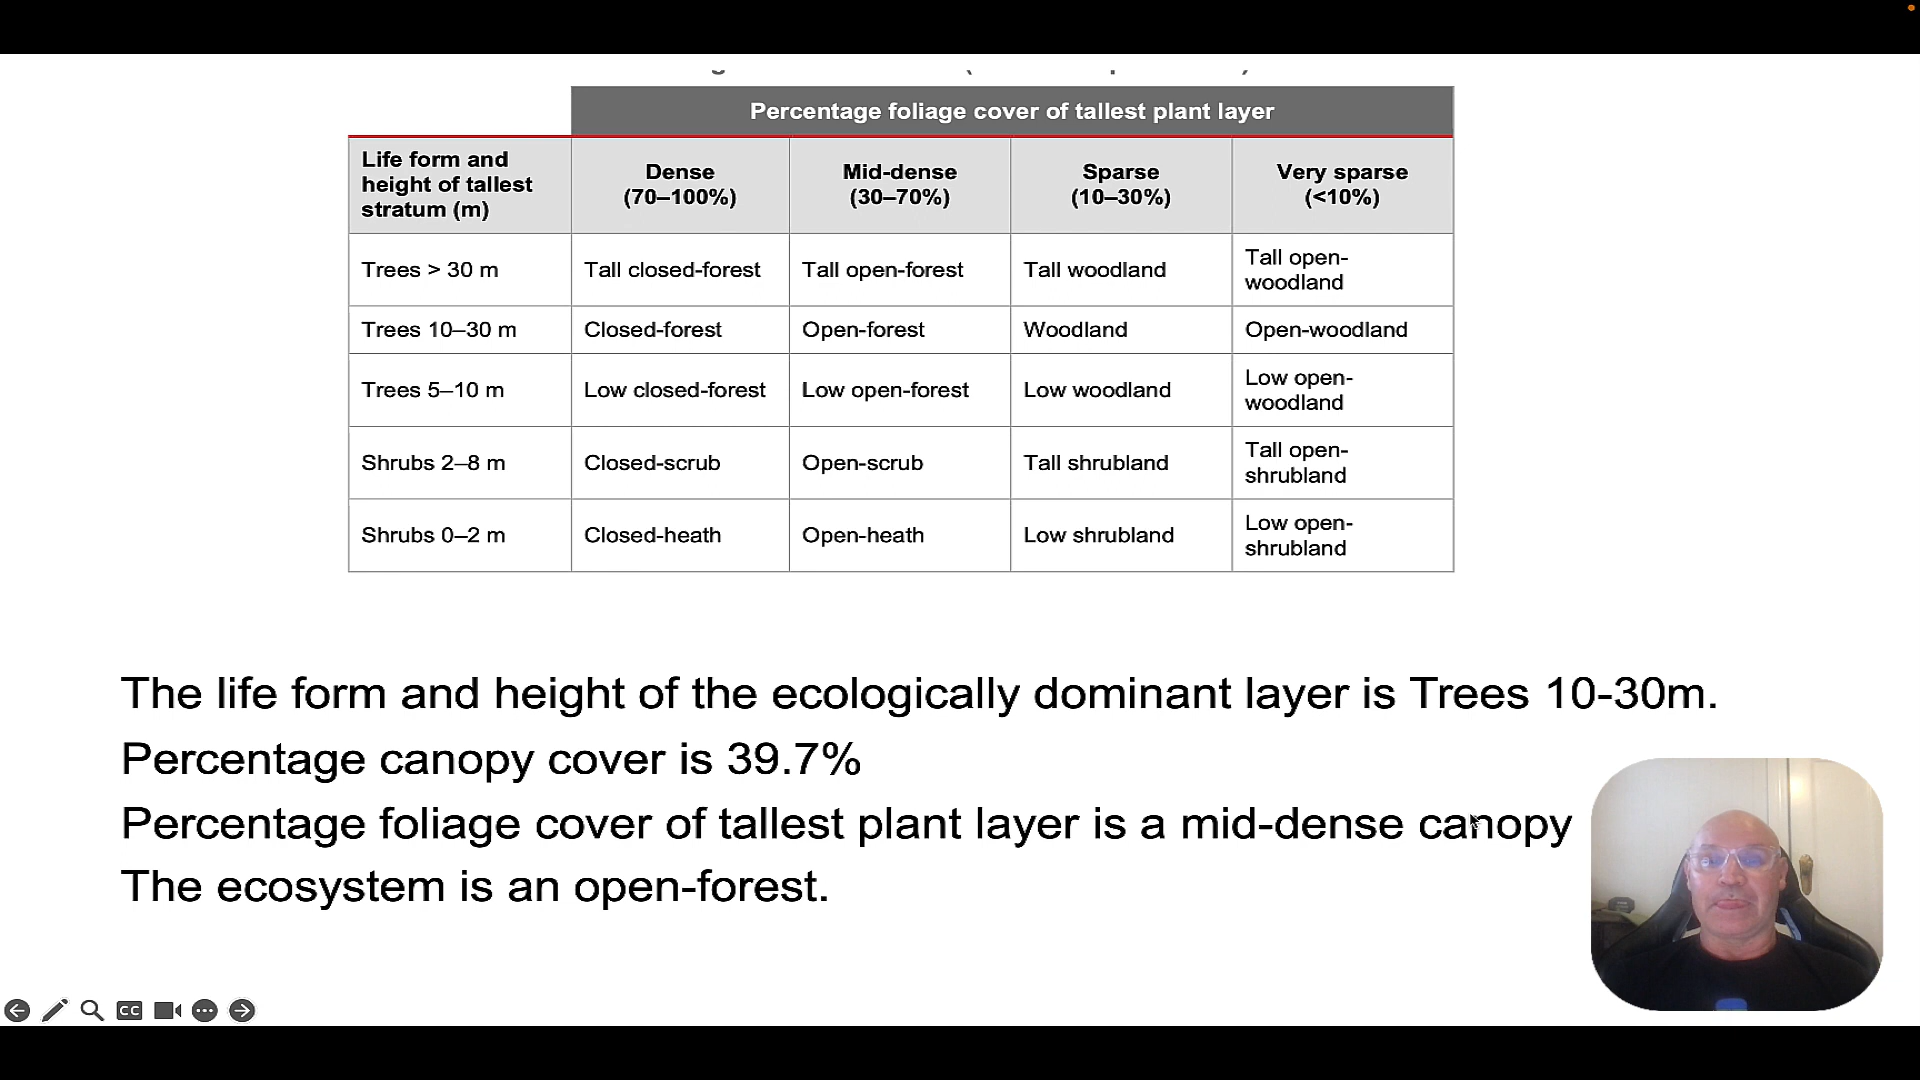 Percentage foliage cover of tallest plant layer
Life form and
height of tallest
stratum (m)
Dense
(70–100%)
Mid-dense
(30–70%)
Sparse
(10–30%)
Very sparse
(<10%)
Trees > 30 m
Tall closed-forest
Tall open-forest
Tall woodland
Tall open-
woodland
Trees 10–30 m
Closed-forest
Open-forest
Woodland
Open-woodland
Trees 5–10 m
Low closed-forest
Low open-forest
Low woodland
Low open-
woodland
Shrubs 2–8 m
Closed-scrub
Open-scrub
Tall shrubland
Tall open-
shrubland
Shrubs 0–2 m
Closed-heath
Open-heath
Low shrubland
Low open-
shrubland
The life form and height of the ecologically dominant layer is Trees 10-30m.
Percentage canopy cover is 39.7%
Percentage foliage cover of tallest plant layer is a mid-dense canopy
The ecosystem is an open-forest.
CC